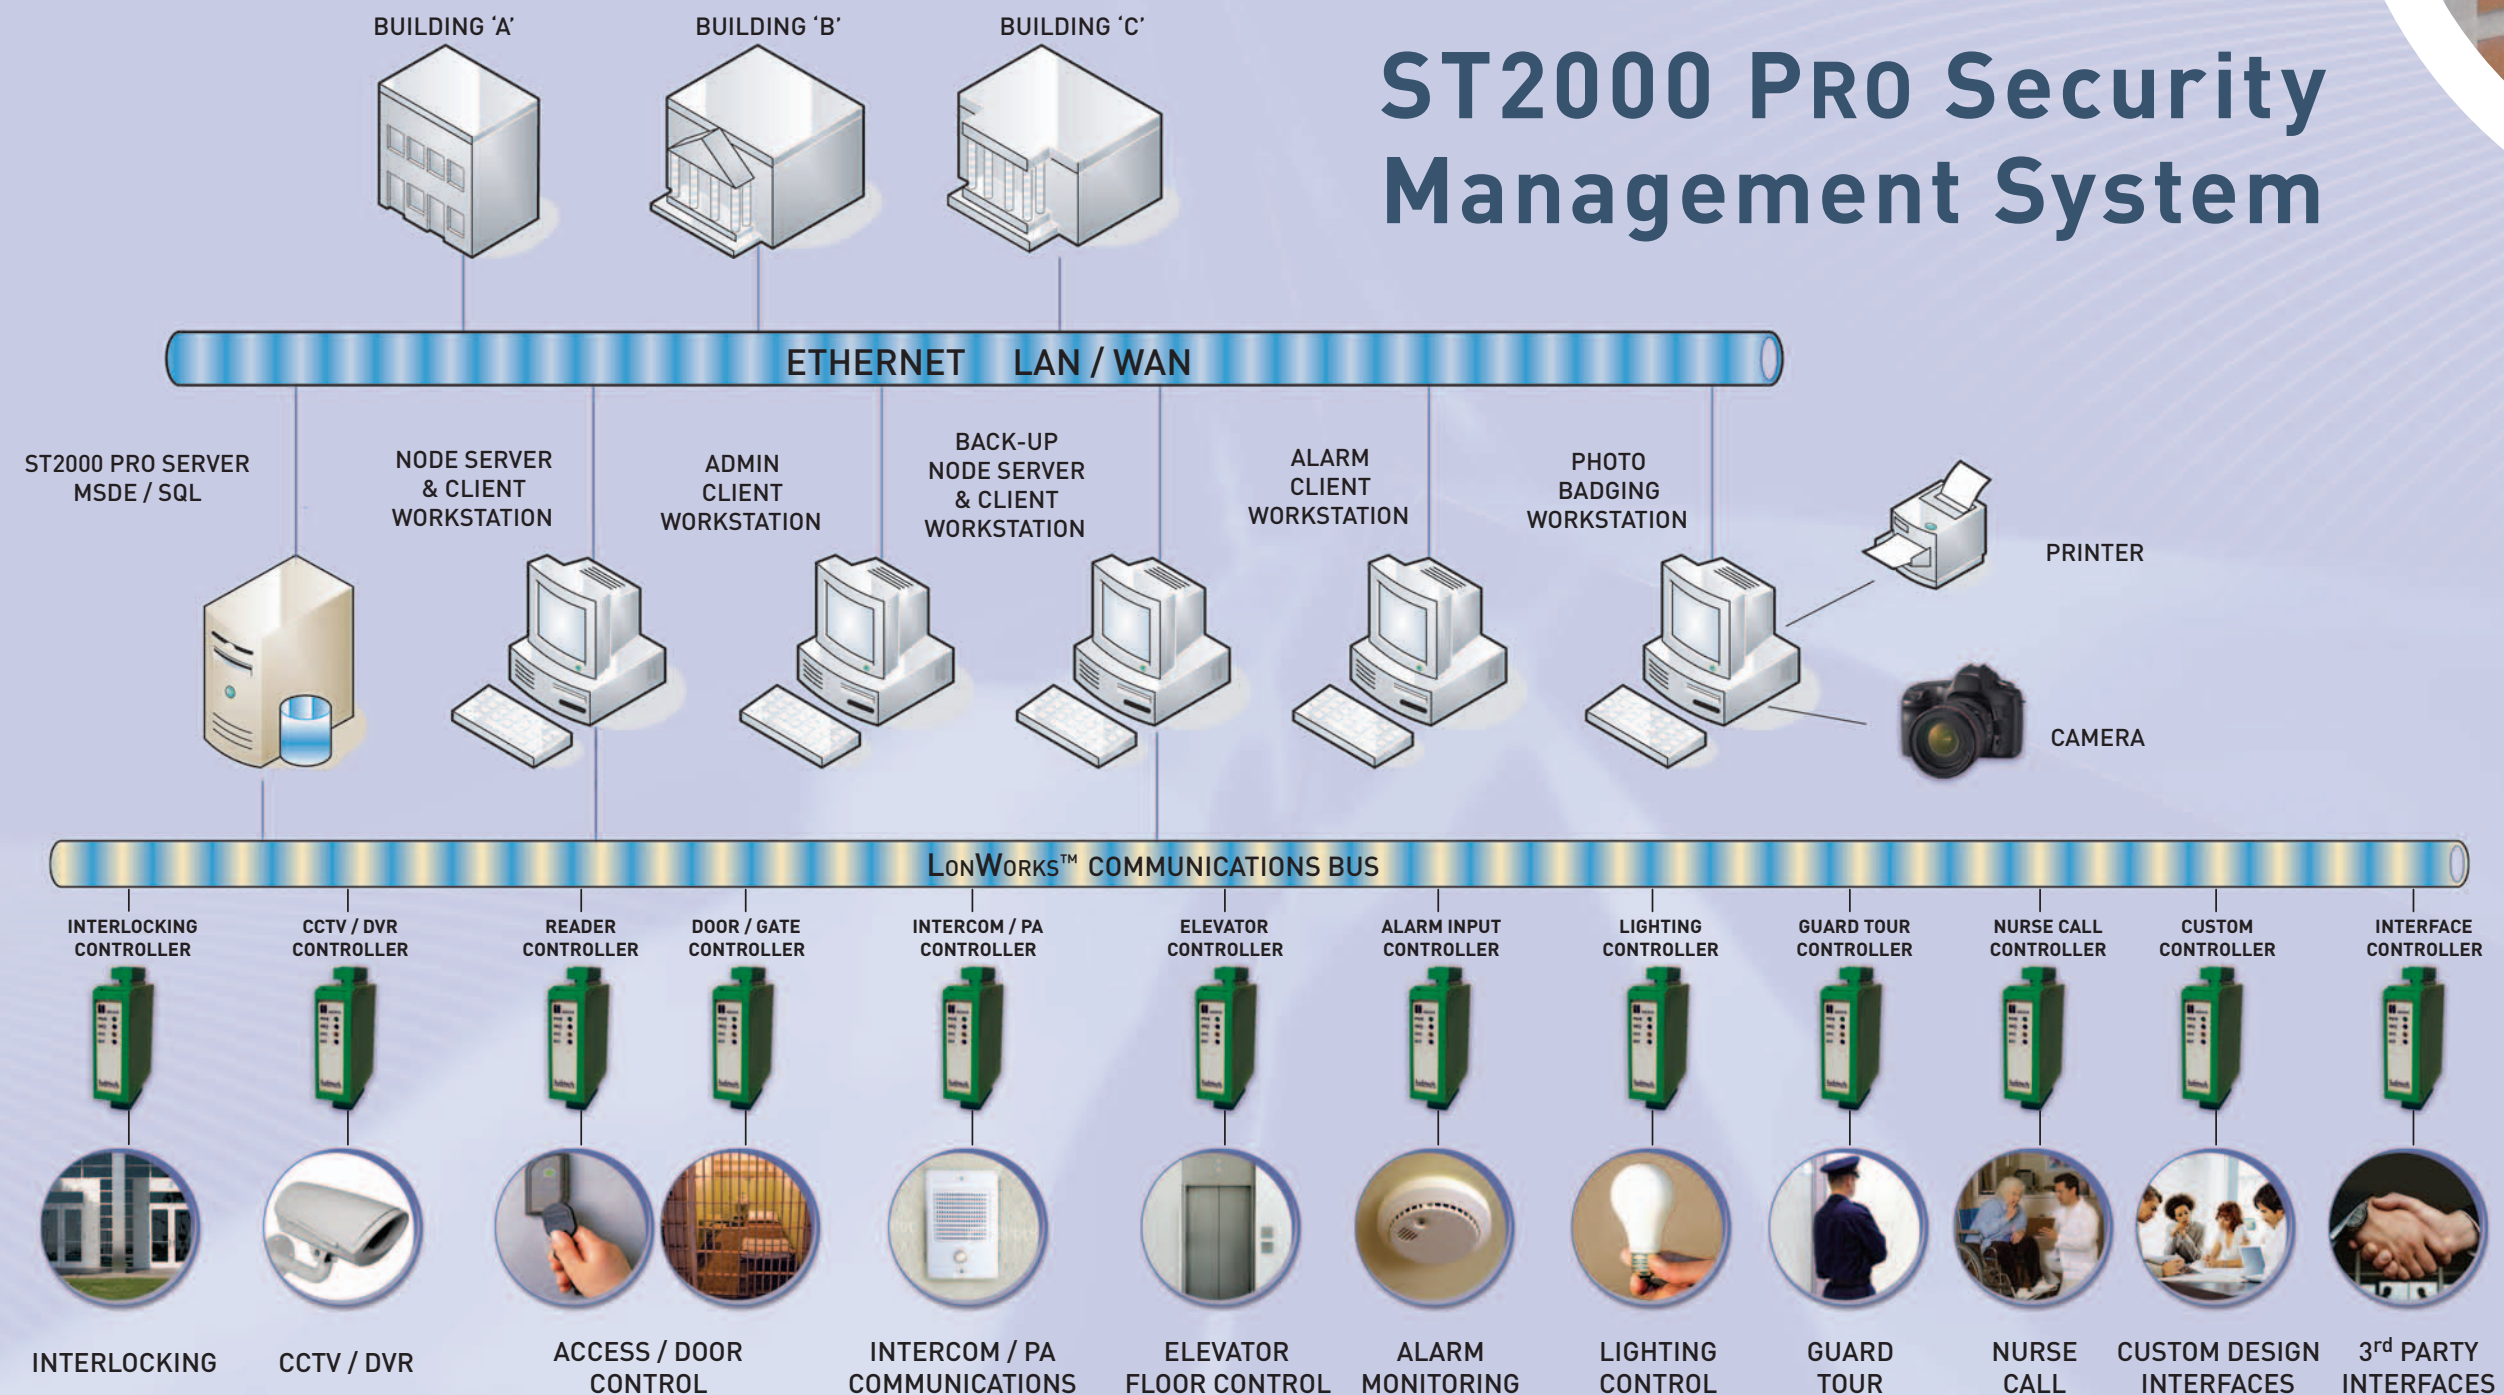 BUILDING ‘A’
BUILDING ‘B’
BUILDING ‘C’
ST2000 PRO Security
Management System
ETHERNET LAN / WAN
ST2000 PRO SERVER
MSDE / SQL
NODE SERVER
& CLIENT
WORKSTATION
ADMIN
CLIENT
WORKSTATION
BACK-UP
NODE SERVER
& CLIENT
WORKSTATION
ALARM
CLIENT
WORKSTATION
PHOTO
BADGING
WORKSTATION
PRINTER
CAMERA
LONWORKS™ COMMUNICATIONS BUS
INTERLOCKING
CONTROLLER
CCTV / DVR
CONTROLLER
READER
CONTROLLER
DOOR / GATE
CONTROLLER
INTERCOM / PA
CONTROLLER
ELEVATOR
CONTROLLER
ALARM INPUT
CONTROLLER
LIGHTING
CONTROLLER
GUARD TOUR
CONTROLLER
NURSE CALL
CONTROLLER
CUSTOM
CONTROLLER
INTERFACE
CONTROLLER
INTERLOCKING
CCTV / DVR
ACCESS / DOOR
CONTROL
INTERCOM / PA
COMMUNICATIONS
ELEVATOR
FLOOR CONTROL
ALARM
MONITORING
LIGHTING
CONTROL
GUARD
TOUR
NURSE
CALL
CUSTOM DESIGN
INTERFACES
3rd PARTY
INTERFACES